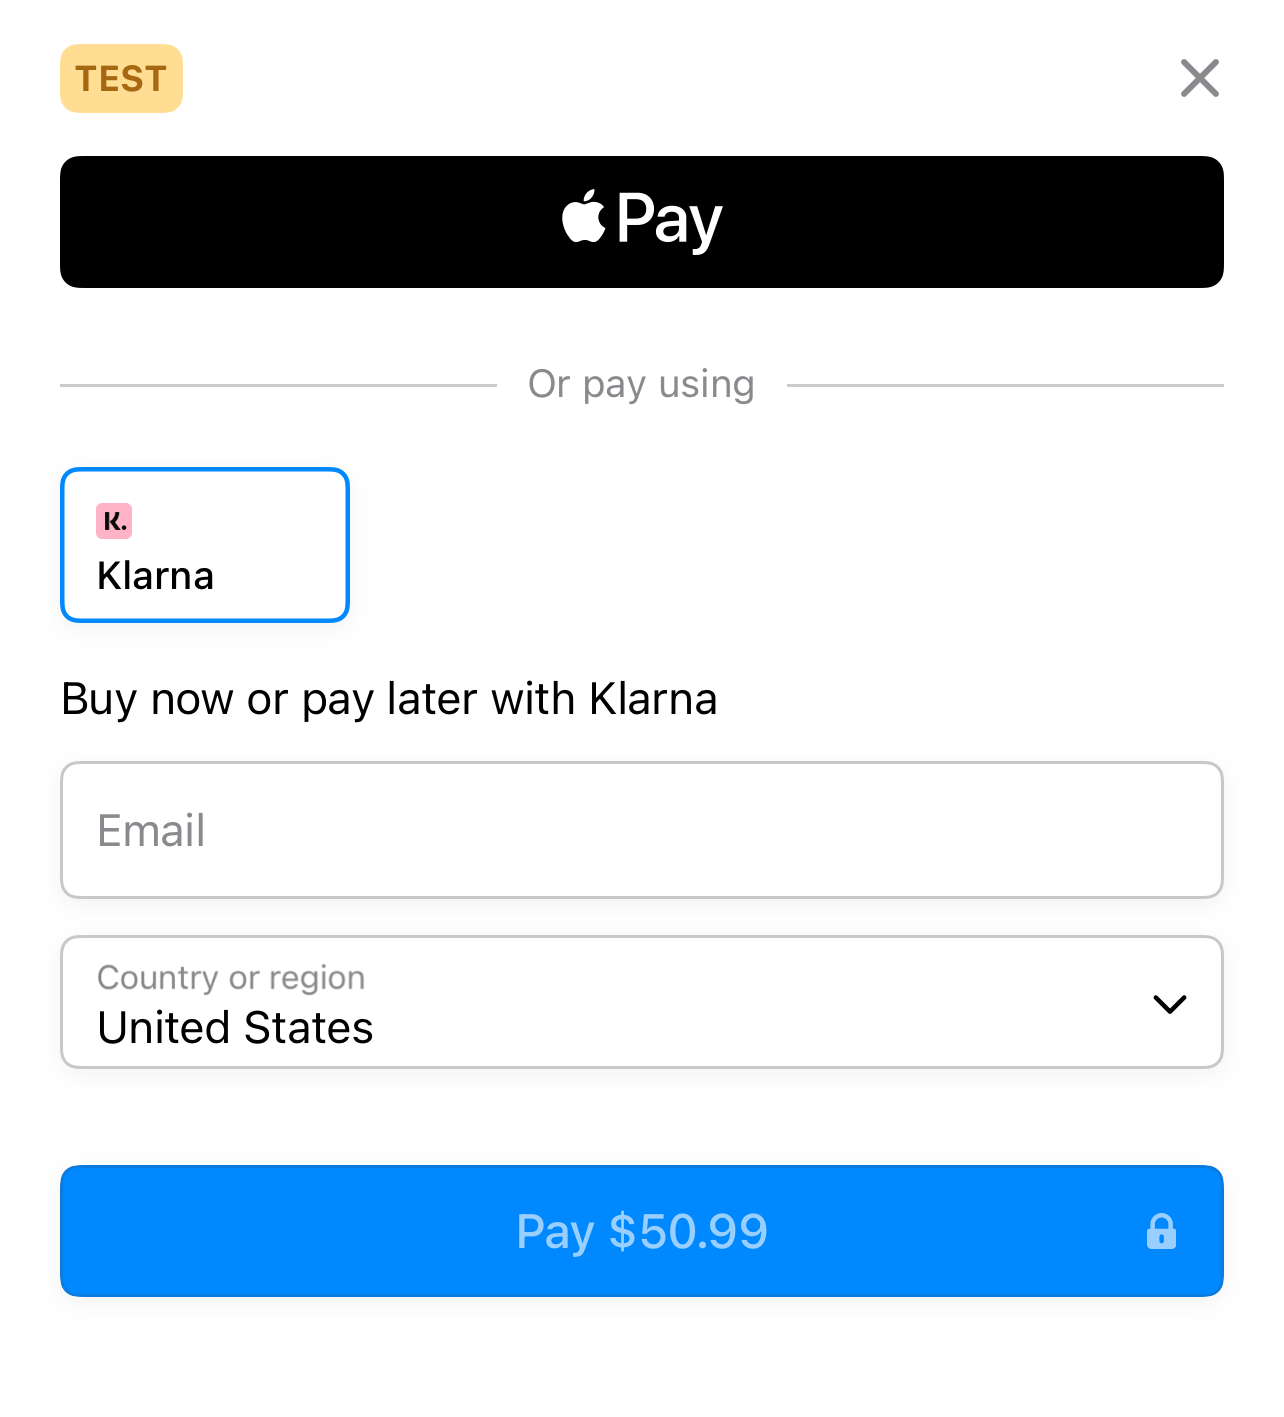 TEST
Pay
Or pay using
K.
Klarna
Buy now or pay later with Klarna
Email
Country or region
United States
Pay $50.99